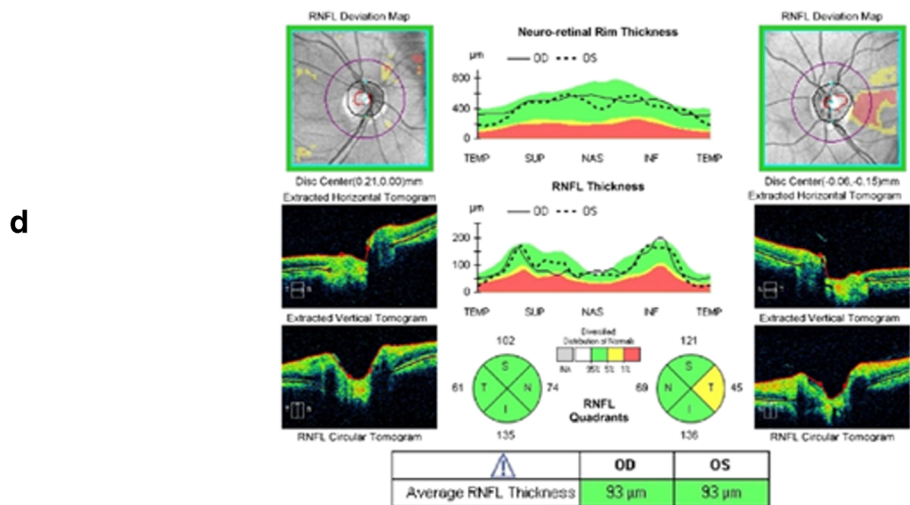 d
RNFL Deviation Map
Neuro-retinal Rim Thickness
RNFL Deviation Map
µm
OD
OS
800
400
0
TEMP
SUP
NAS
INF
TEMP
Disc Center(0.21,0.00)mm
Disc Center(-0.06,-0.15)mm
Extracted Horizontal Tomogram
RNFL Thickness
Extracted Horizontal Tomogram
µm
OD
OS
200
100
0
TEMP
SUP
NAS
INF
TEMP
Extracted Vertical Tomogram
Extracted Vertical Tomogram
Diversified
Distribution of Normals
NA
95%
5%
1%
102
S
61
T
N
74
I
135
121
S
69
N
T
45
I
136
RNFL
Quadrants
RNFL Circular Tomogram
RNFL Circular Tomogram
OD
OS
Average RNFL Thickness
93 µm
93 µm